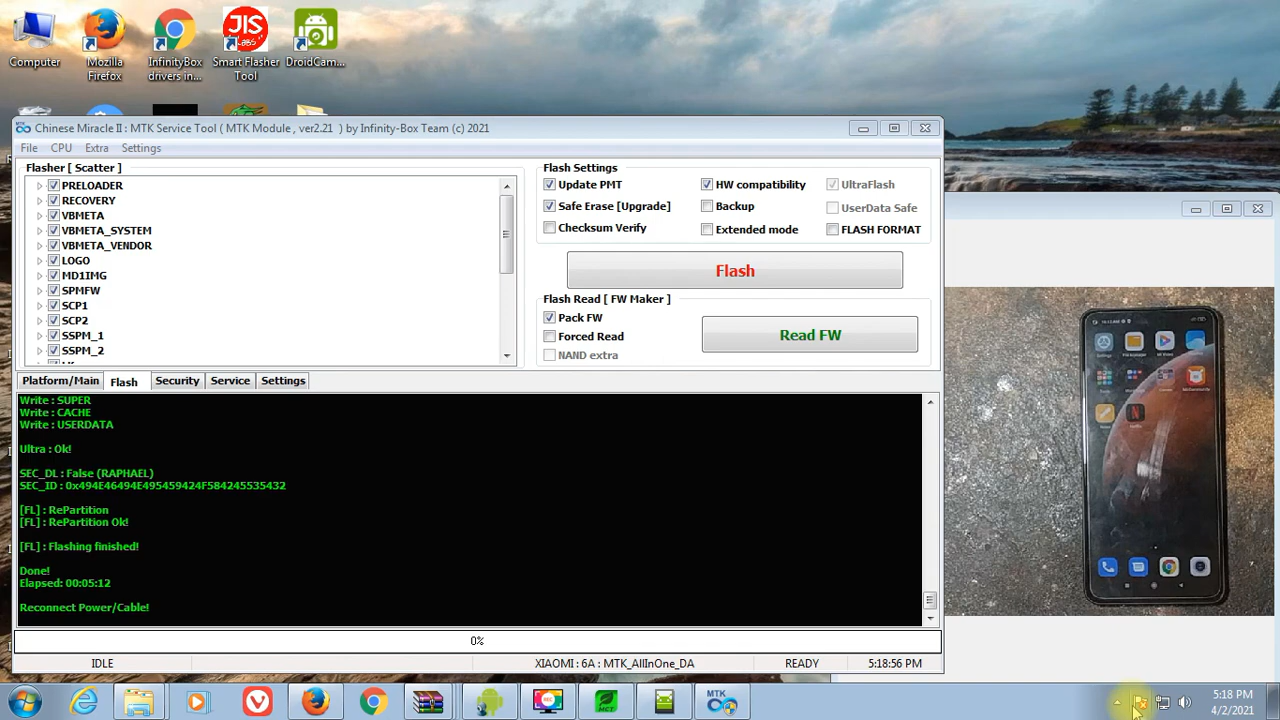 Computer
Mozilla Firefox
InfinityBox drivers in...
JIS Labs
Smart Flasher Tool
DroidCam...
Chinese Miracle II : MTK Service Tool ( MTK Module , ver2.21 ) by Infinity-Box Team (c) 2021
File CPU Extra Settings
Flasher [ Scatter ]
PRELOADER
RECOVERY
VBMETA
VBMETA_SYSTEM
VBMETA_VENDOR
LOGO
MD1IMG
SPMFW
SCP1
SCP2
SSPM_1
SSPM_2
Flash Settings
Update PMT HW compatibility UltraFlash
Safe Erase [Upgrade] Backup UserData Safe
Checksum Verify Extended mode FLASH FORMAT
Flash
Flash Read [ FW Maker ]
Pack FW
Forced Read
NAND extra
Read FW
Platform/Main Flash Security Service Settings
Write : SUPER
Write : CACHE
Write : USERDATA
Ultra : Ok!
SEC_DL : False (RAPHAEL)
SEC_ID : 0x494E46494E495459424F584245535432
[FL] : RePartition
[FL] : RePartition Ok!
[FL] : Flashing finished!
Done!
Elapsed: 00:05:12
Reconnect Power/Cable!
0%
IDLE XIAOMI : 6A : MTK_AllInOne_DA READY 5:18:56 PM
MCT
MTK
5:18 PM
4/2/2021